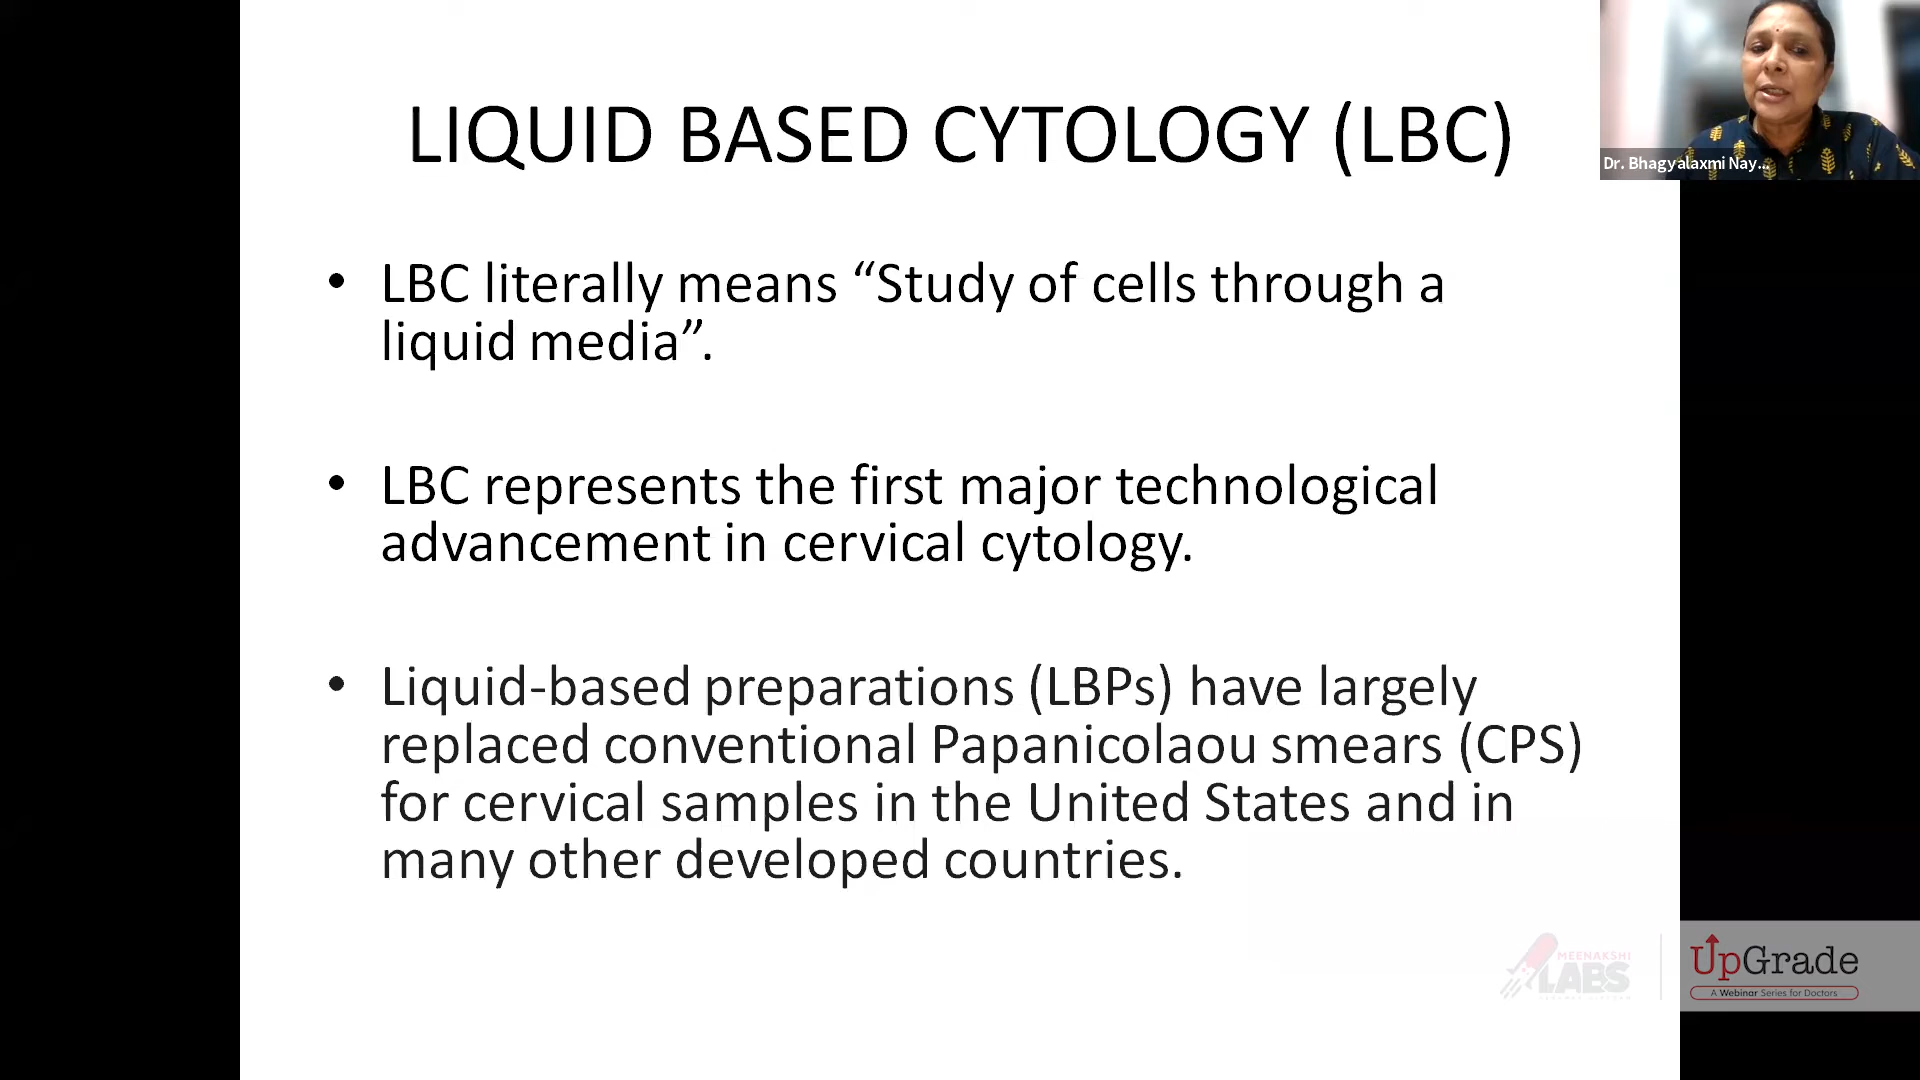 LIQUID BASED CYTOLOGY (LBC)
Dr. Bhagyalaxmi Nay...
• LBC literally means “Study of cells through a
liquid media”.
• LBC represents the first major technological
advancement in cervical cytology.
• Liquid-based preparations (LBPs) have largely
replaced conventional Papanicolaou smears (CPS)
for cervical samples in the United States and in
many other developed countries.
MEENAKSHI
LABS
UpGrade
A Webinar Series for Doctors